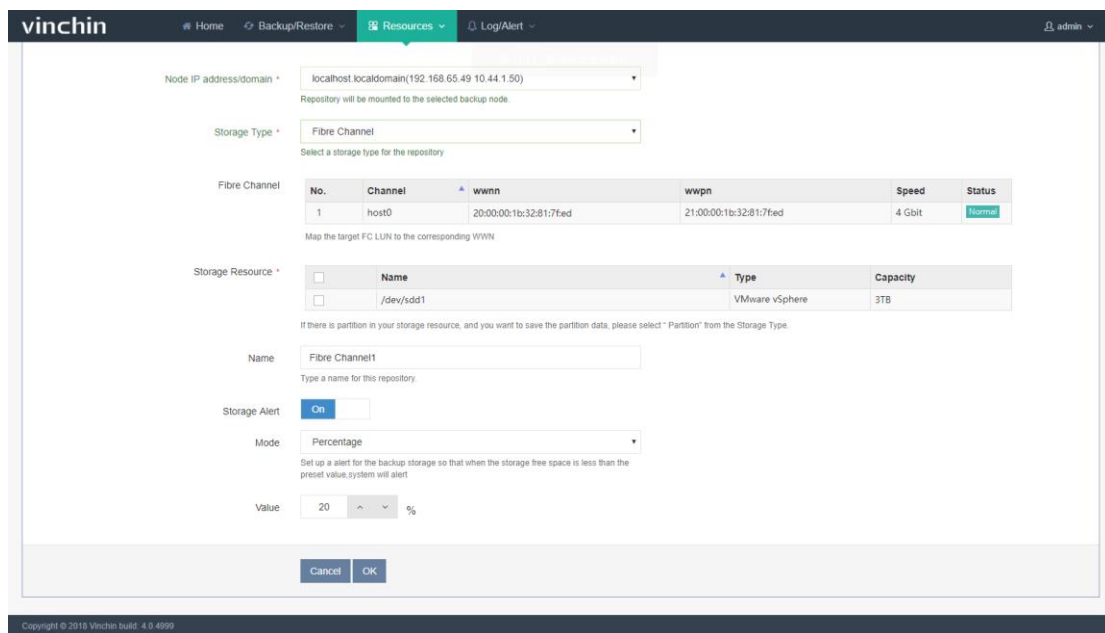 vinchin
Home Backup/Restore Resources Log/Alert admin
Node IP address/domain * localhost.localdomain(192.168.65.49 10.44.1.50)
Repository will be mounted to the selected backup node
Storage Type * Fibre Channel
Select a storage type for the repository
Fibre Channel
No. Channel wwnn wwpn Speed Status
1 host0 20:00:00:1b:32:81:7f:ed 21:00:00:1b:32:81:7f:ed 4 Gbit Normal
Map the target FC LUN to the corresponding WWN
Storage Resource *
Name Type Capacity
/dev/sdd1 VMware vSphere 3TB
If there is partition in your storage resource, and you want to save the partition data, please select " Partition" from the Storage Type.
Name Fibre Channel1
Type a name for this repository.
Storage Alert On
Mode Percentage
Set up a alert for the backup storage so that when the storage free space is less than the
preset value,system will alert
Value 20 %
Cancel OK
Copyright © 2018 Vinchin build: 4.0.4999